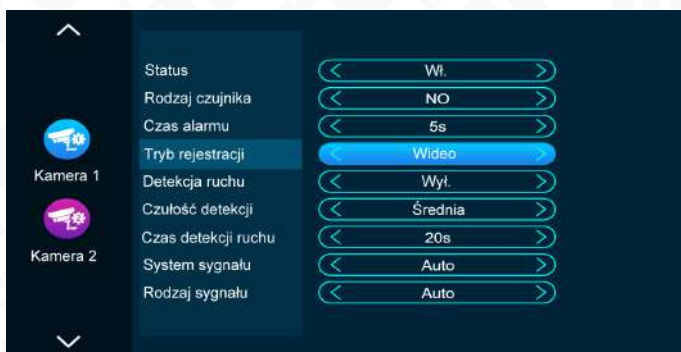 Status Wł.
Rodzaj czujnika NO
Czas alarmu 5s
Tryb rejestracji Wideo
Kamera 1
Detekcja ruchu Wył.
Czułość detekcji Średnia
Czas detekcji ruchu 20s
Kamera 2
System sygnału Auto
Rodzaj sygnału Auto